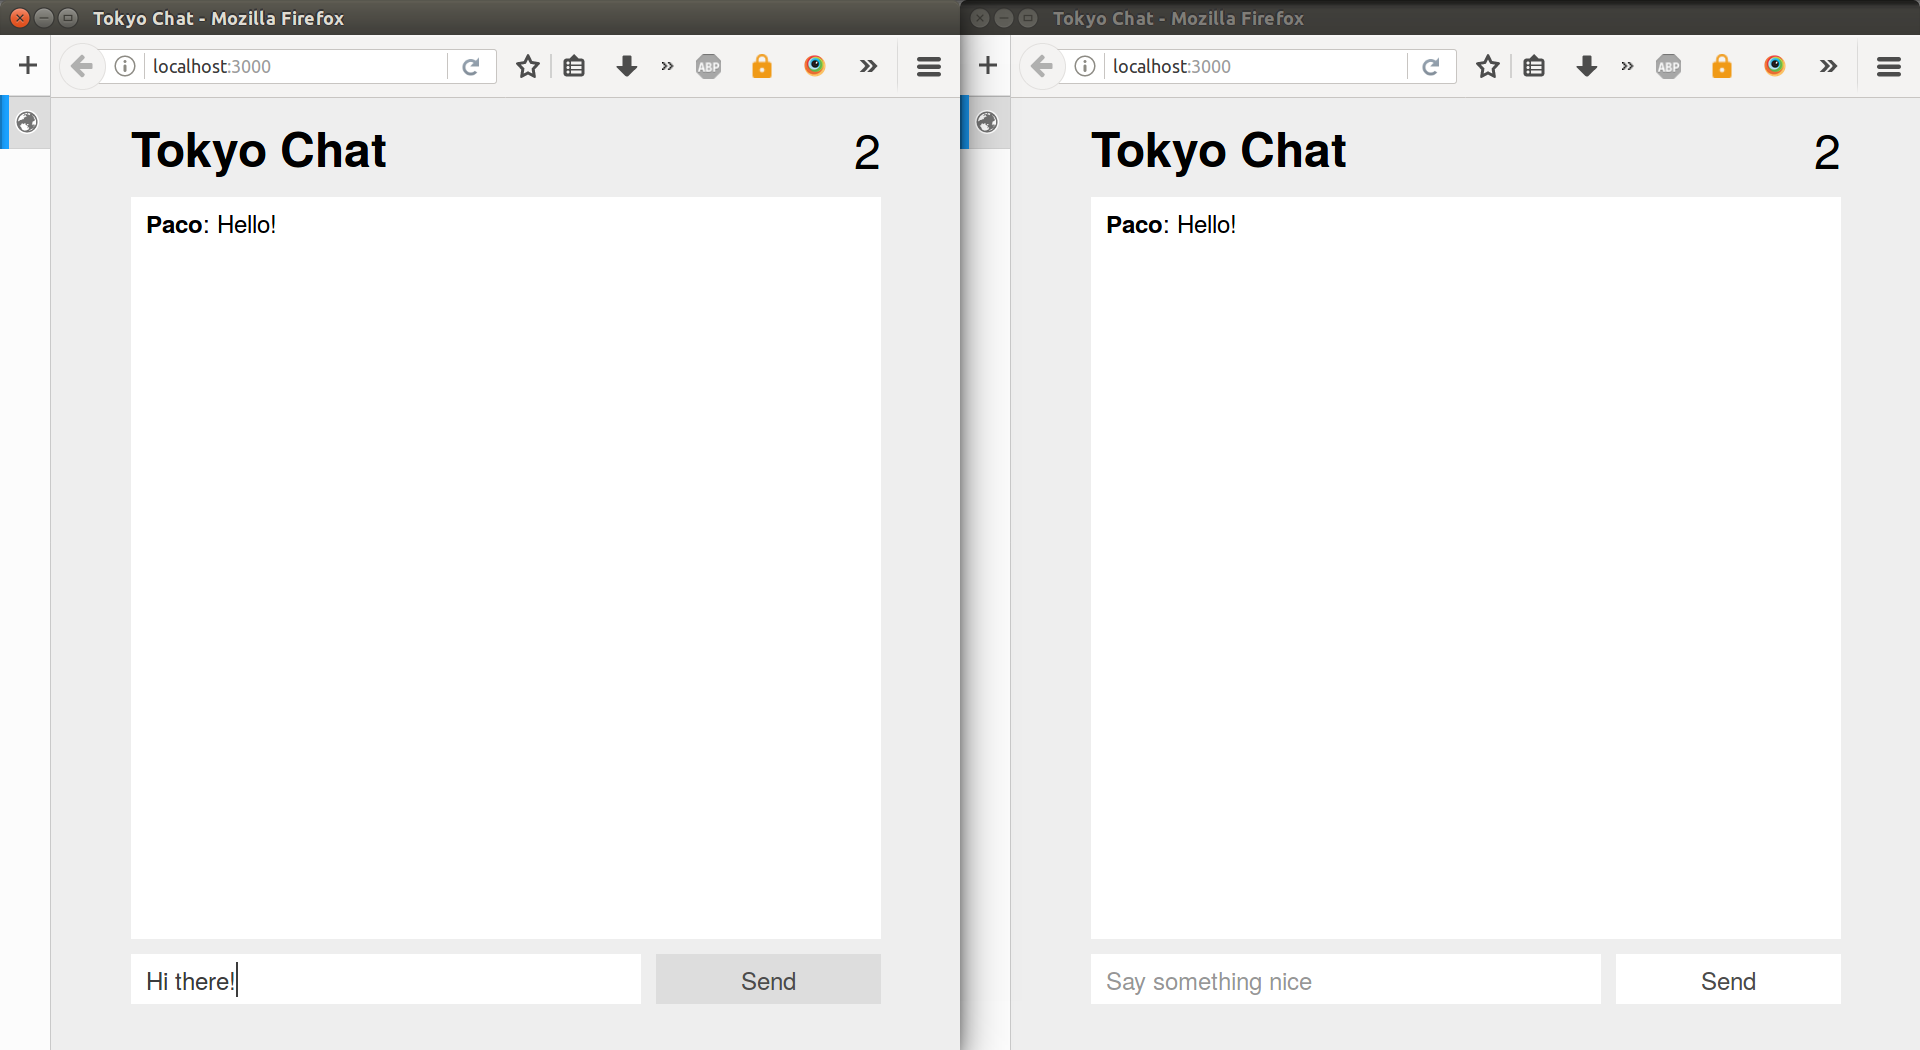 Tokyo Chat - Mozilla Firefox
localhost:3000
ABP
Tokyo Chat
2
Paco: Hello!
Hi there!
Send
Tokyo Chat - Mozilla Firefox
localhost:3000
ABP
Tokyo Chat
2
Paco: Hello!
Say something nice
Send